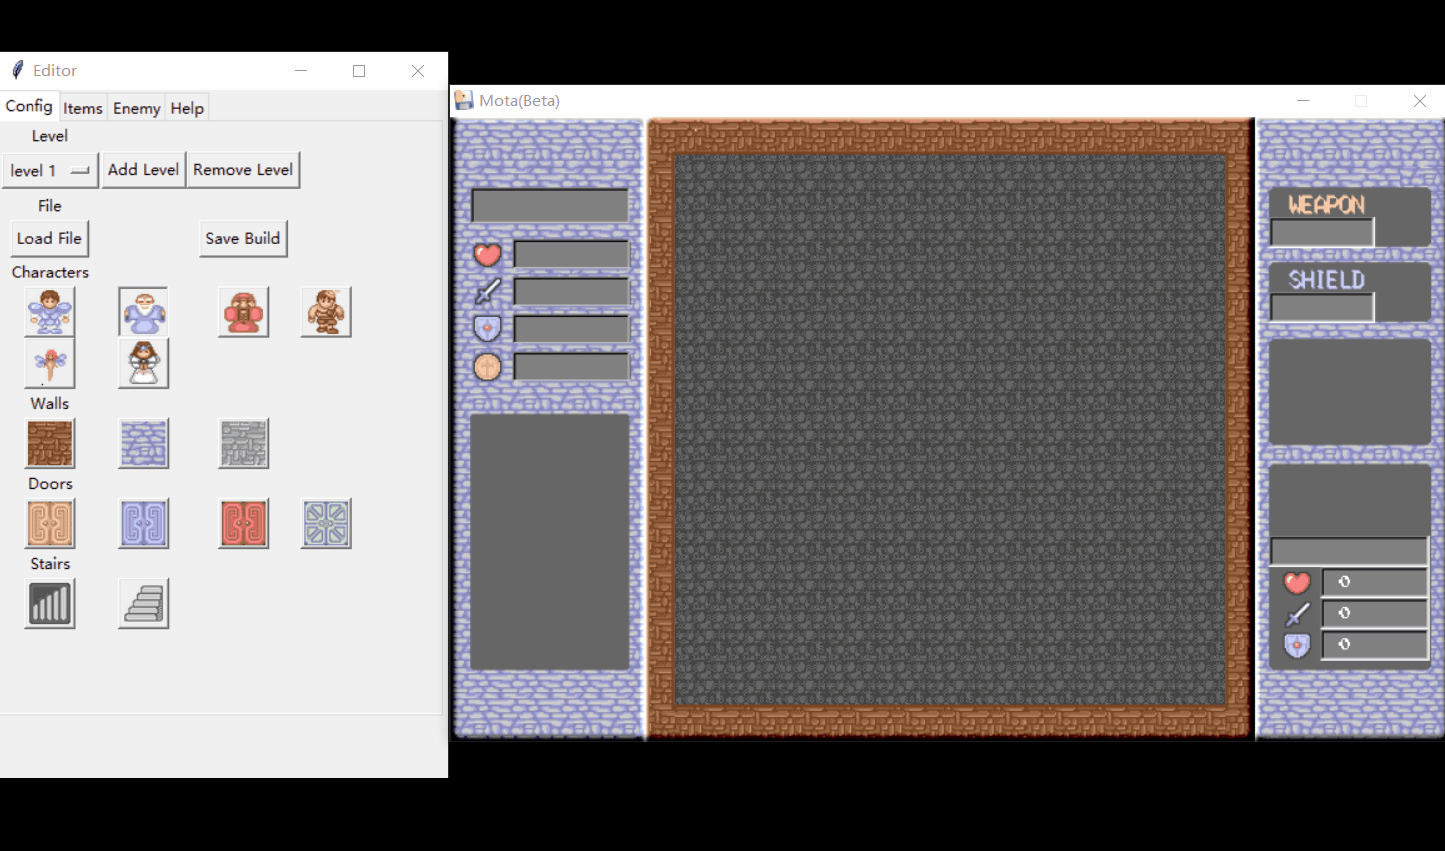 Editor
Config Items Enemy Help
Level
level 1 Add Level Remove Level
File
Load File Save Build
Characters
Walls
Doors
Stairs
Mota(Beta)
WEAPON
SHIELD
0
0
0